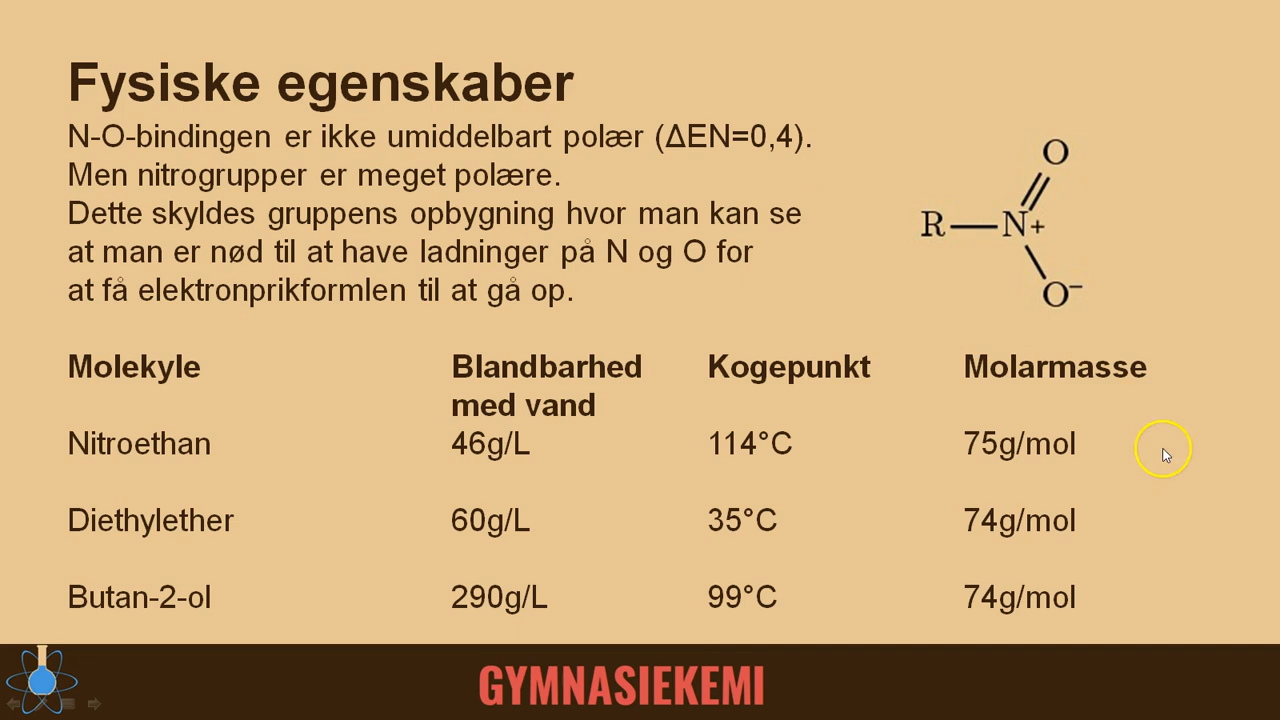 Fysiske egenskaber
N-O-bindingen er ikke umiddelbart polær (ΔEN=0,4).
Men nitrogrupper er meget polære.
Dette skyldes gruppens opbygning hvor man kan se
at man er nød til at have ladninger på N og O for
at få elektronprikformlen til at gå op.
O
R—N+
O−
Molekyle Blandbarhed med vand Kogepunkt Molarmasse
Nitroethan 46g/L 114°C 75g/mol
Diethylether 60g/L 35°C 74g/mol
Butan-2-ol 290g/L 99°C 74g/mol
GYMNASIEKEMI